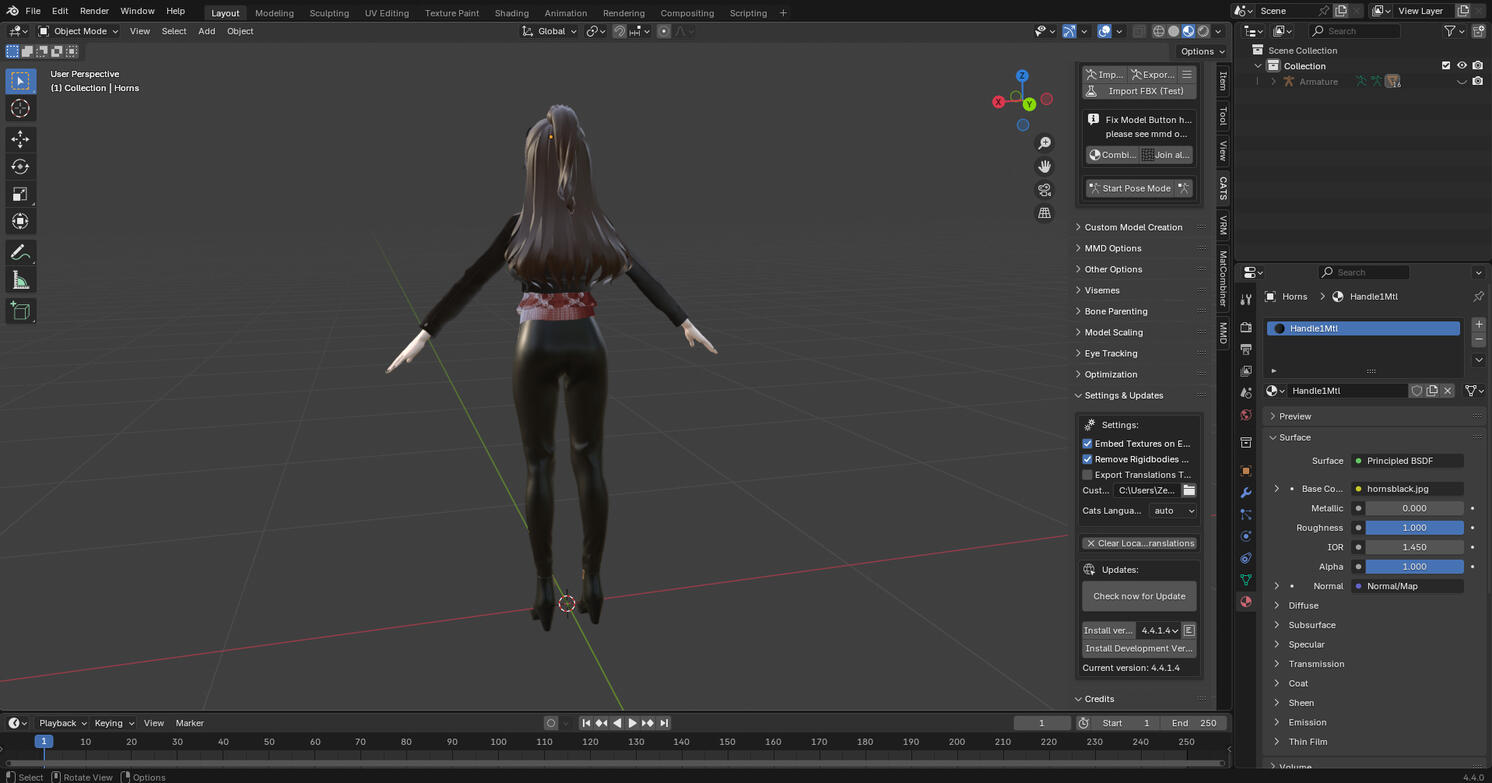 File Edit Render Window Help Layout Modeling Sculpting UV Editing Texture Paint Shading Animation Rendering Compositing Scripting + Scene View Layer
Object Mode View Select Add Object Global Search
Options
User Perspective
(1) Collection | Horns
Z
X
Y
Imp... Expor...
Import FBX (Test)
Fix Model Button h...
please see mmd o...
Combi... Join al...
Start Pose Mode
Custom Model Creation
MMD Options
Other Options
Visemes
Bone Parenting
Model Scaling
Eye Tracking
Optimization
Settings & Updates
Settings:
Embed Textures on E...
Remove Rigidbodies ...
Export Translations T...
Cust... C:\Users\Ze...
Cats Langua... auto
Clear Loca...ranslations
Updates:
Check now for Update
Install ver... 4.4.1.4
Install Development Ver...
Current version: 4.4.1.4
Credits
Item
Tool
View
CATS
VRM
MatCombiner
MMD
Scene Collection
Collection
Armature 16
Search
Horns Handle1Mtl
Handle1Mtl
Handle1Mtl
Preview
Surface
Surface Principled BSDF
Base Co... hornsblack.jpg
Metallic 0.000
Roughness 1.000
IOR 1.450
Alpha 1.000
Normal Normal/Map
Diffuse
Subsurface
Specular
Transmission
Coat
Sheen
Emission
Thin Film
Volume
Playback Keying View Marker 1 Start 1 End 250
1 10 20 30 40 50 60 70 80 90 100 110 120 130 140 150 160 170 180 190 200 210 220 230 240 250
Select Rotate View Options 4.4.0